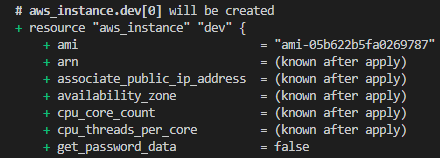 # aws_instance.dev[0] will be created
+ resource "aws_instance" "dev" {
+ ami = "ami-05b622b5fa0269787"
+ arn = (known after apply)
+ associate_public_ip_address = (known after apply)
+ availability_zone = (known after apply)
+ cpu_core_count = (known after apply)
+ cpu_threads_per_core = (known after apply)
+ get_password_data = false